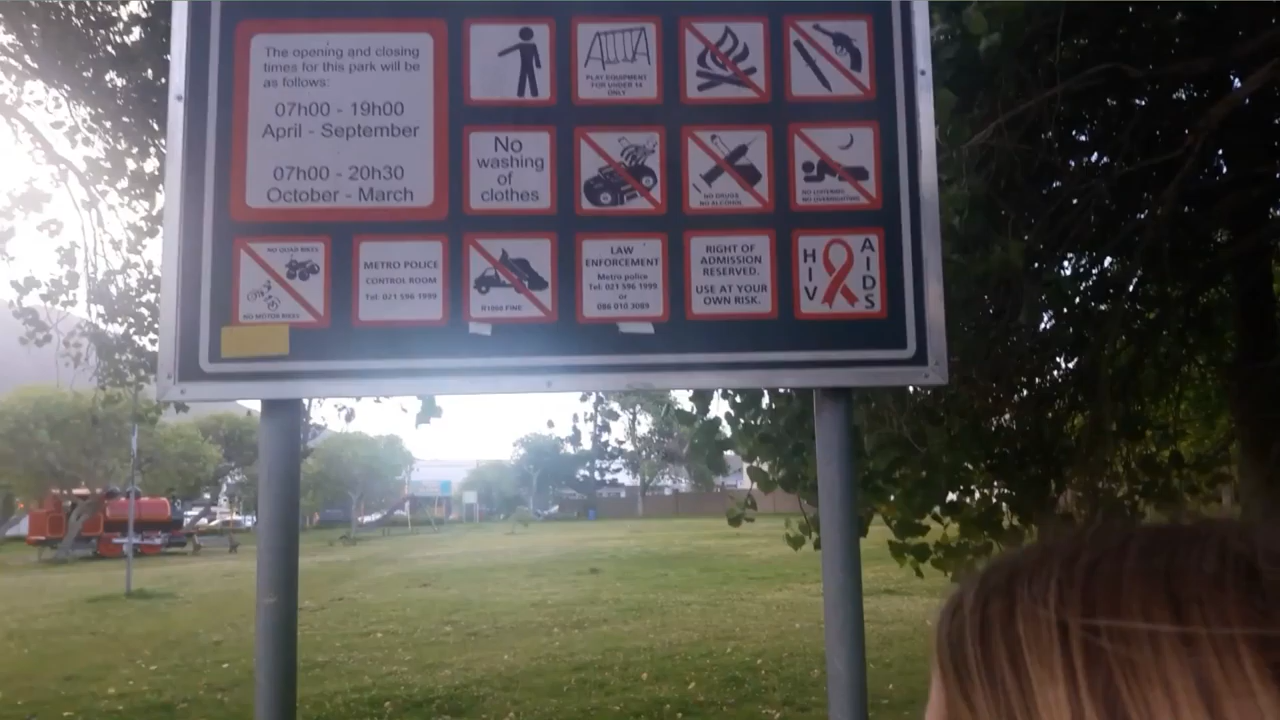 The opening and closing
times for this park will be
as follows:
07h00 - 19h00
April - September
07h00 - 20h30
October - March
PLAY EQUIPMENT
FOR UNDER 14
ONLY
No
washing
of
clothes
NO DRUGS
NO ALCOHOL
NO LOITERING
NO OVERNIGHTING
NO QUAD BIKES
NO MOTOR BIKES
METRO POLICE
CONTROL ROOM
Tel: 021 596 1999
R1000 FINE
LAW
ENFORCEMENT
Metro police
Tel: 021 596 1999
or
086 010 3089
RIGHT OF
ADMISSION
RESERVED.
USE AT YOUR
OWN RISK.
HIV
AIDS